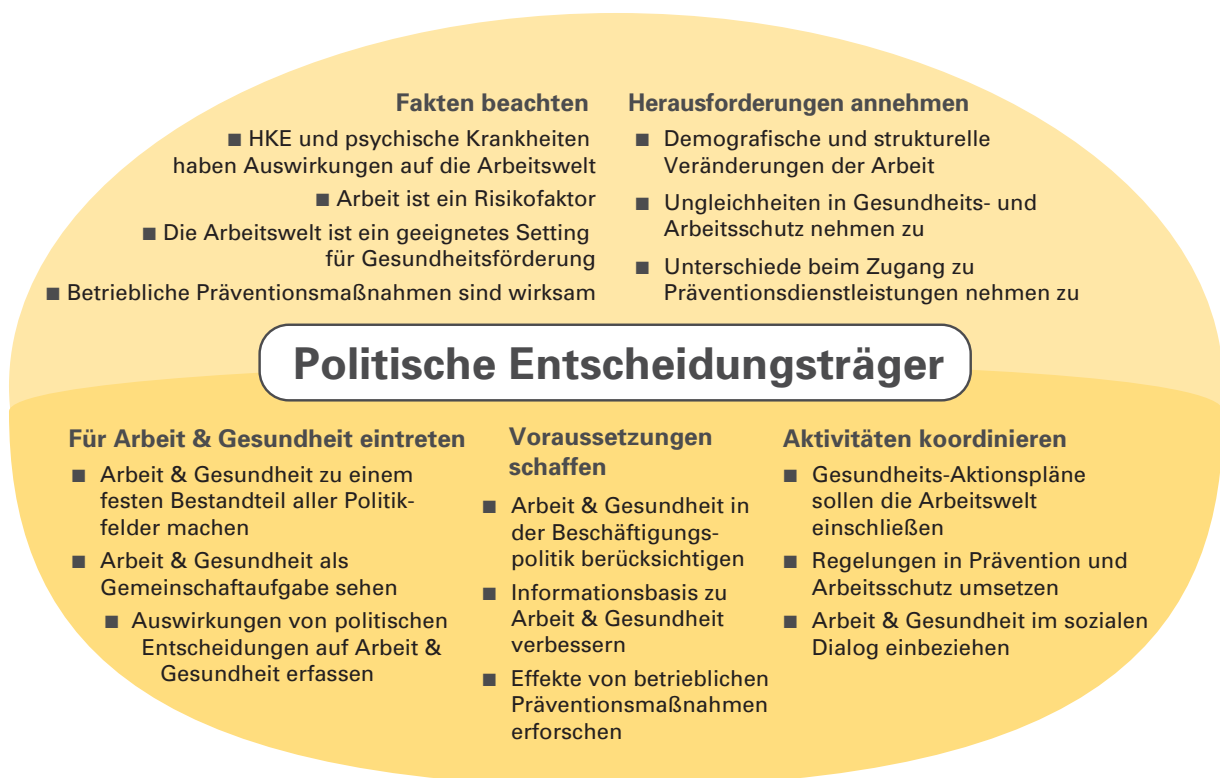 Fakten beachten
■ HKE und psychische Krankheiten
haben Auswirkungen auf die Arbeitswelt
■ Arbeit ist ein Risikofaktor
■ Die Arbeitswelt ist ein geeignetes Setting
für Gesundheitsförderung
■ Betriebliche Präventionsmaßnahmen sind wirksam
Herausforderungen annehmen
■ Demografische und strukturelle
Veränderungen der Arbeit
■ Ungleichheiten in Gesundheits- und
Arbeitsschutz nehmen zu
■ Unterschiede beim Zugang zu
Präventionsdienstleistungen nehmen zu
Politische Entscheidungsträger
Für Arbeit & Gesundheit eintreten
■ Arbeit & Gesundheit zu einem
festen Bestandteil aller Politik-
felder machen
■ Arbeit & Gesundheit als
Gemeinschaftaufgabe sehen
■ Auswirkungen von politischen
Entscheidungen auf Arbeit &
Gesundheit erfassen
Voraussetzungen
schaffen
■ Arbeit & Gesundheit in
der Beschäftigungs-
politik berücksichtigen
■ Informationsbasis zu
Arbeit & Gesundheit
verbessern
■ Effekte von betrieblichen
Präventionsmaßnahmen
erforschen
Aktivitäten koordinieren
■ Gesundheits-Aktionspläne
sollen die Arbeitswelt
einschließen
■ Regelungen in Prävention und
Arbeitsschutz umsetzen
■ Arbeit & Gesundheit im sozialen
Dialog einbeziehen